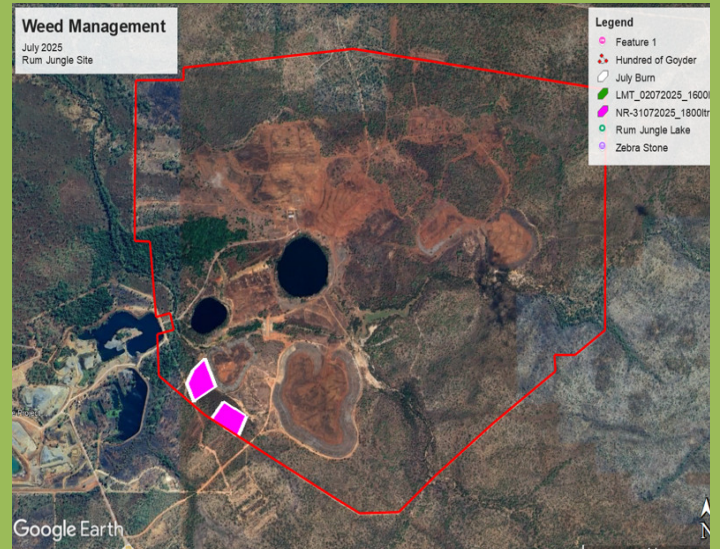 Weed Management
July 2025
Rum Jungle Site
Legend
Feature 1
Hundred of Goyder
July Burn
LMT_02072025_1600l
NR-31072025_1800ltr
Rum Jungle Lake
Zebra Stone
Google Earth
N